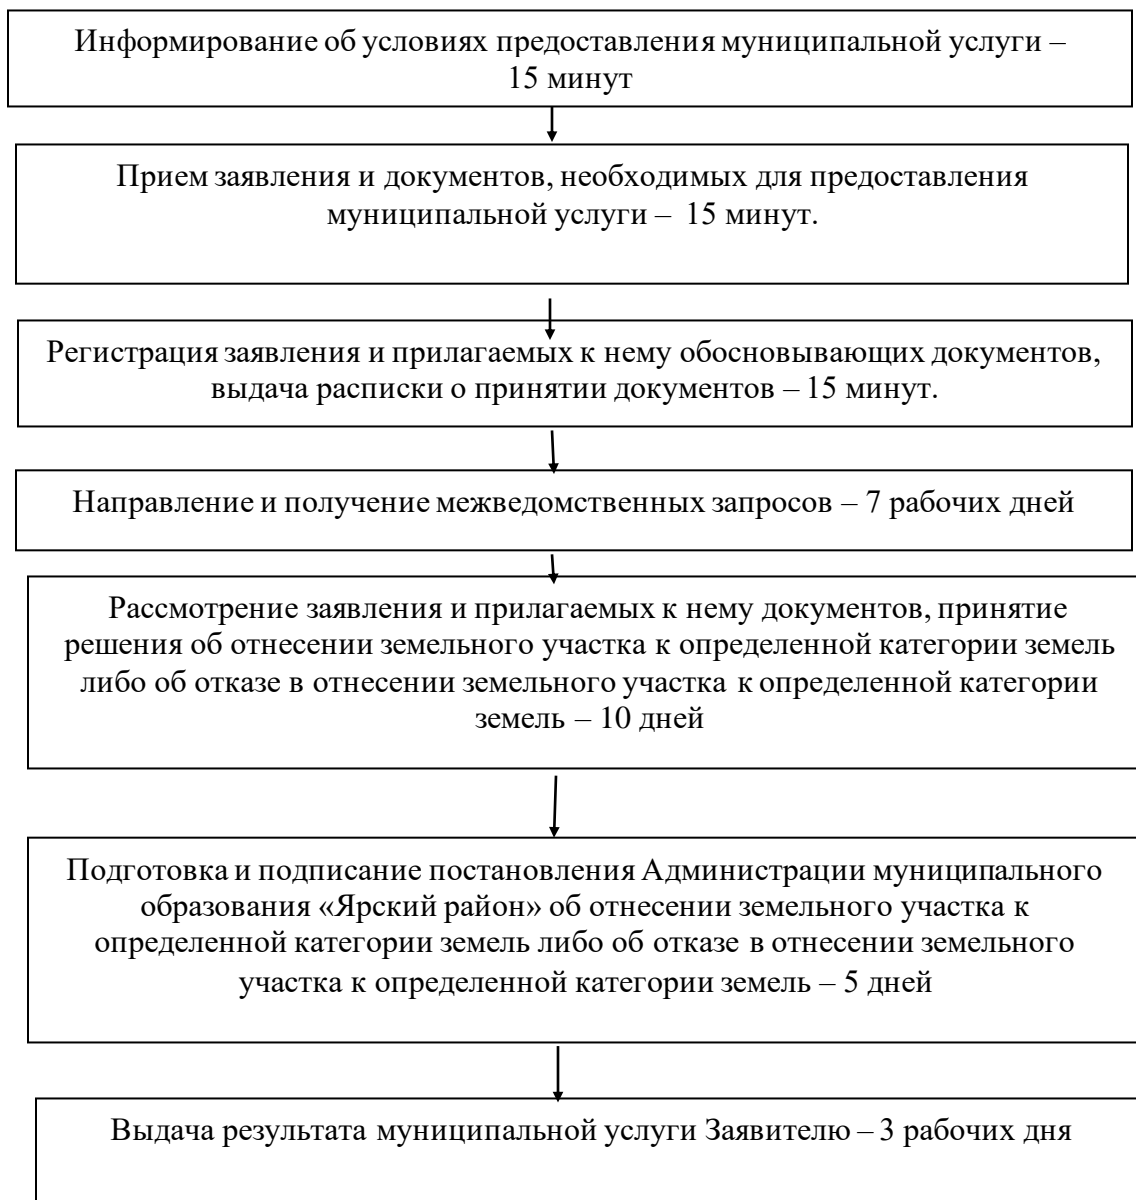 Информирование об условиях предоставления муниципальной услуги –
15 минут
Прием заявления и документов, необходимых для предоставления
муниципальной услуги – 15 минут.
Регистрация заявления и прилагаемых к нему обосновывающих документов,
выдача расписки о принятии документов – 15 минут.
Направление и получение межведомственных запросов – 7 рабочих дней
Рассмотрение заявления и прилагаемых к нему документов, принятие
решения об отнесении земельного участка к определенной категории земель
либо об отказе в отнесении земельного участка к определенной категории
земель – 10 дней
Подготовка и подписание постановления Администрации муниципального
образования «Ярский район» об отнесении земельного участка к
определенной категории земель либо об отказе в отнесении земельного
участка к определенной категории земель – 5 дней
Выдача результата муниципальной услуги Заявителю – 3 рабочих дня